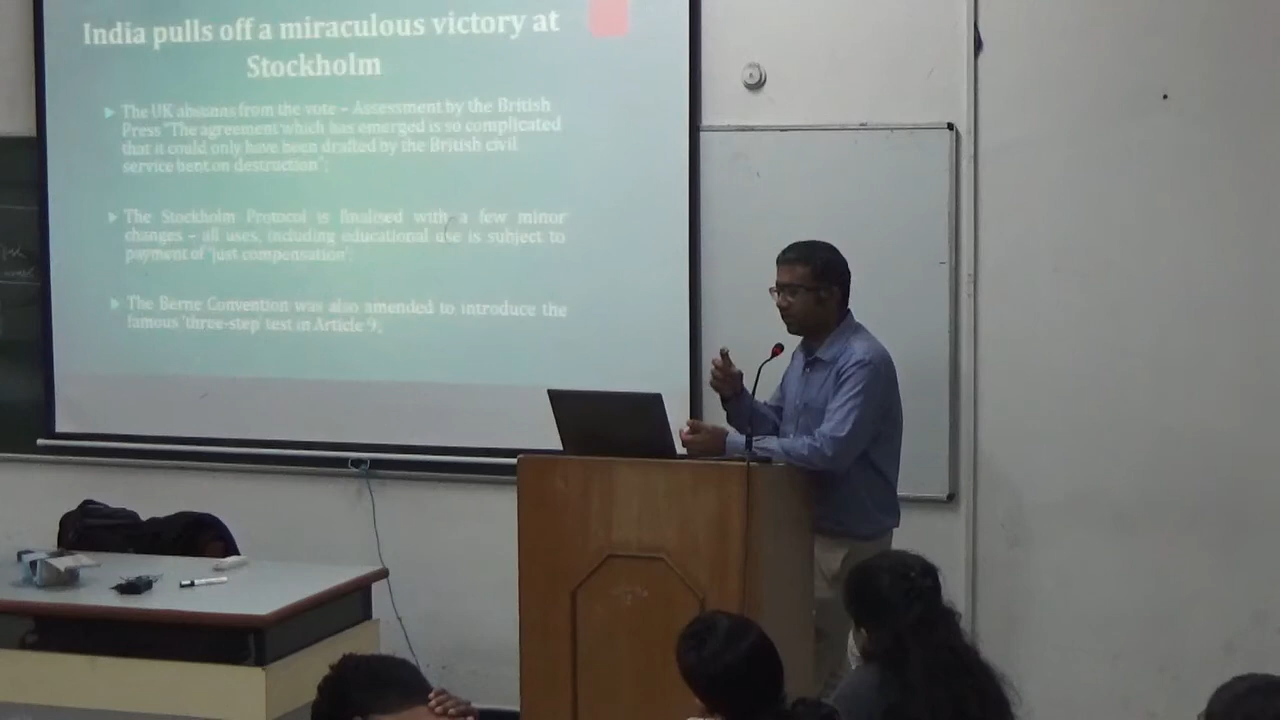 India pulls off a miraculous victory at
Stockholm
The UK abstains from the vote – Assessment by the British
Press "The agreement which has emerged is so complicated
that it could only have been drafted by the British civil
service bent on destruction";
The Stockholm Protocol is finalised with a few minor
changes – all uses, including educational use is subject to
payment of 'just compensation';
The Berne Convention was also amended to introduce the
famous 'three-step' test in Article 9;